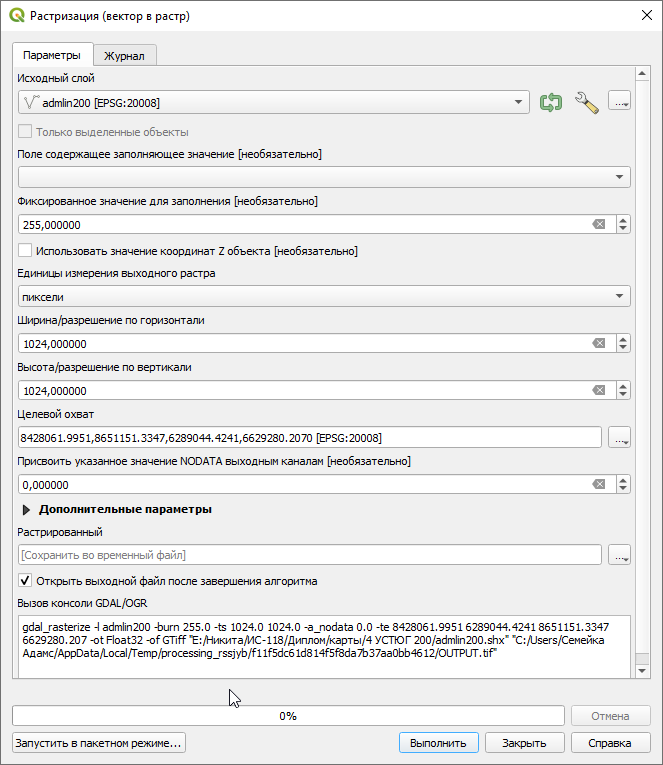 Растризация (вектор в растр)
Параметры
Журнал
Исходный слой
admlin200 [EPSG:20008]
...
Только выделенные объекты
Поле содержащее заполняющее значение [необязательно]
Фиксированное значение для заполнения [необязательно]
255,000000
Использовать значение координат Z объекта [необязательно]
Единицы измерения выходного растра
пиксели
Ширина/разрешение по горизонтали
1024,000000
Высота/разрешение по вертикали
1024,000000
Целевой охват
8428061.9951,8651151.3347,6289044.4241,6629280.2070 [EPSG:20008]
...
Присвоить указанное значение NODATA выходным каналам [необязательно]
0,000000
Дополнительные параметры
Растрированный
[Сохранить во временный файл]
...
Открыть выходной файл после завершения алгоритма
Вызов консоли GDAL/OGR
gdal_rasterize -l admlin200 -burn 255.0 -ts 1024.0 1024.0 -a_nodata 0.0 -te 8428061.9951 6289044.4241 8651151.3347
6629280.207 -ot Float32 -of GTiff "E:/Никита/ИС-118/Диплом/карты/4 УСТЮГ 200/admlin200.shx" "C:/Users/Семейка
Адамс/AppData/Local/Temp/processing_rssjyb/f11f5dc61d814f5f8da7b37aa0bb4612/OUTPUT.tif"
0%
Отмена
Запустить в пакетном режиме...
Выполнить
Закрыть
Справка